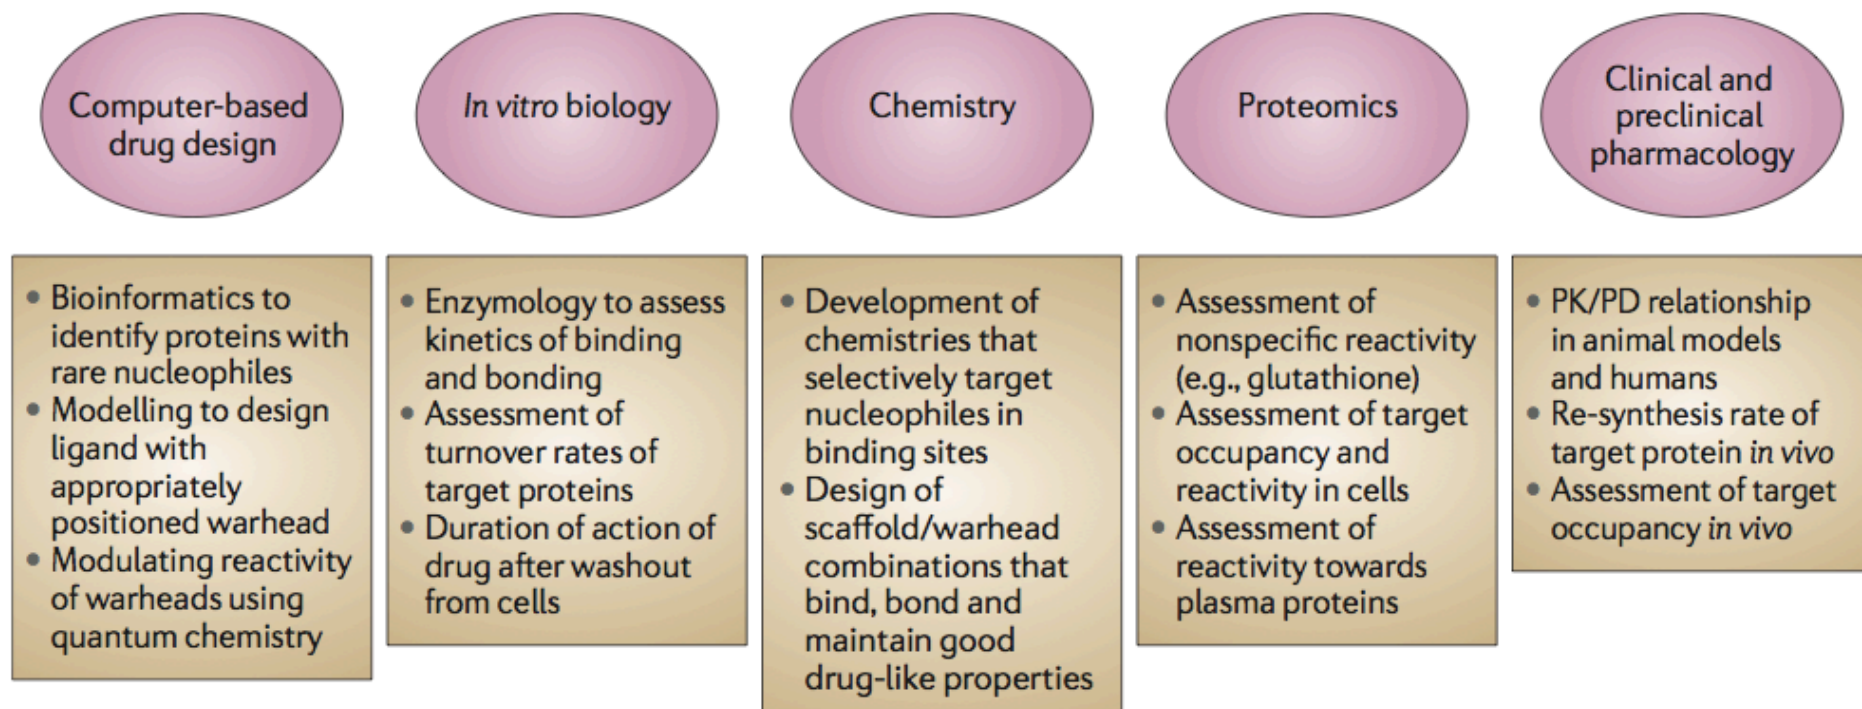 Computer-based
drug design
In vitro biology
Chemistry
Proteomics
Clinical and
preclinical
pharmacology
• Bioinformatics to
identify proteins with
rare nucleophiles
• Modelling to design
ligand with
appropriately
positioned warhead
• Modulating reactivity
of warheads using
quantum chemistry
• Enzymology to assess
kinetics of binding
and bonding
• Assessment of
turnover rates of
target proteins
• Duration of action of
drug after washout
from cells
• Development of
chemistries that
selectively target
nucleophiles in
binding sites
• Design of
scaffold/warhead
combinations that
bind, bond and
maintain good
drug-like properties
• Assessment of
nonspecific reactivity
(e.g., glutathione)
• Assessment of target
occupancy and
reactivity in cells
• Assessment of
reactivity towards
plasma proteins
• PK/PD relationship
in animal models
and humans
• Re-synthesis rate of
target protein in vivo
• Assessment of target
occupancy in vivo